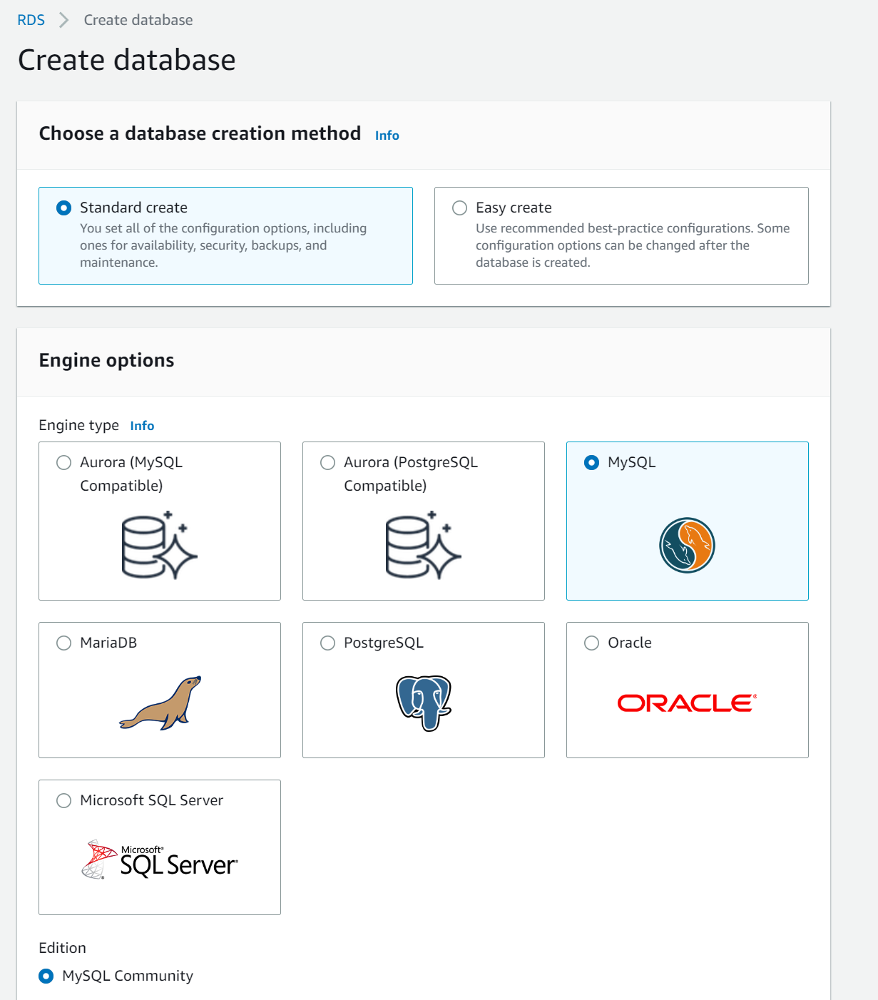 RDS > Create database
Create database
Choose a database creation method Info
Standard create
You set all of the configuration options, including
ones for availability, security, backups, and
maintenance.
Easy create
Use recommended best-practice configurations. Some
configuration options can be changed after the
database is created.
Engine options
Engine type Info
Aurora (MySQL
Compatible)
Aurora (PostgreSQL
Compatible)
MySQL
MariaDB
PostgreSQL
Oracle
ORACLE®
Microsoft SQL Server
Microsoft®
SQL Server®
Edition
MySQL Community